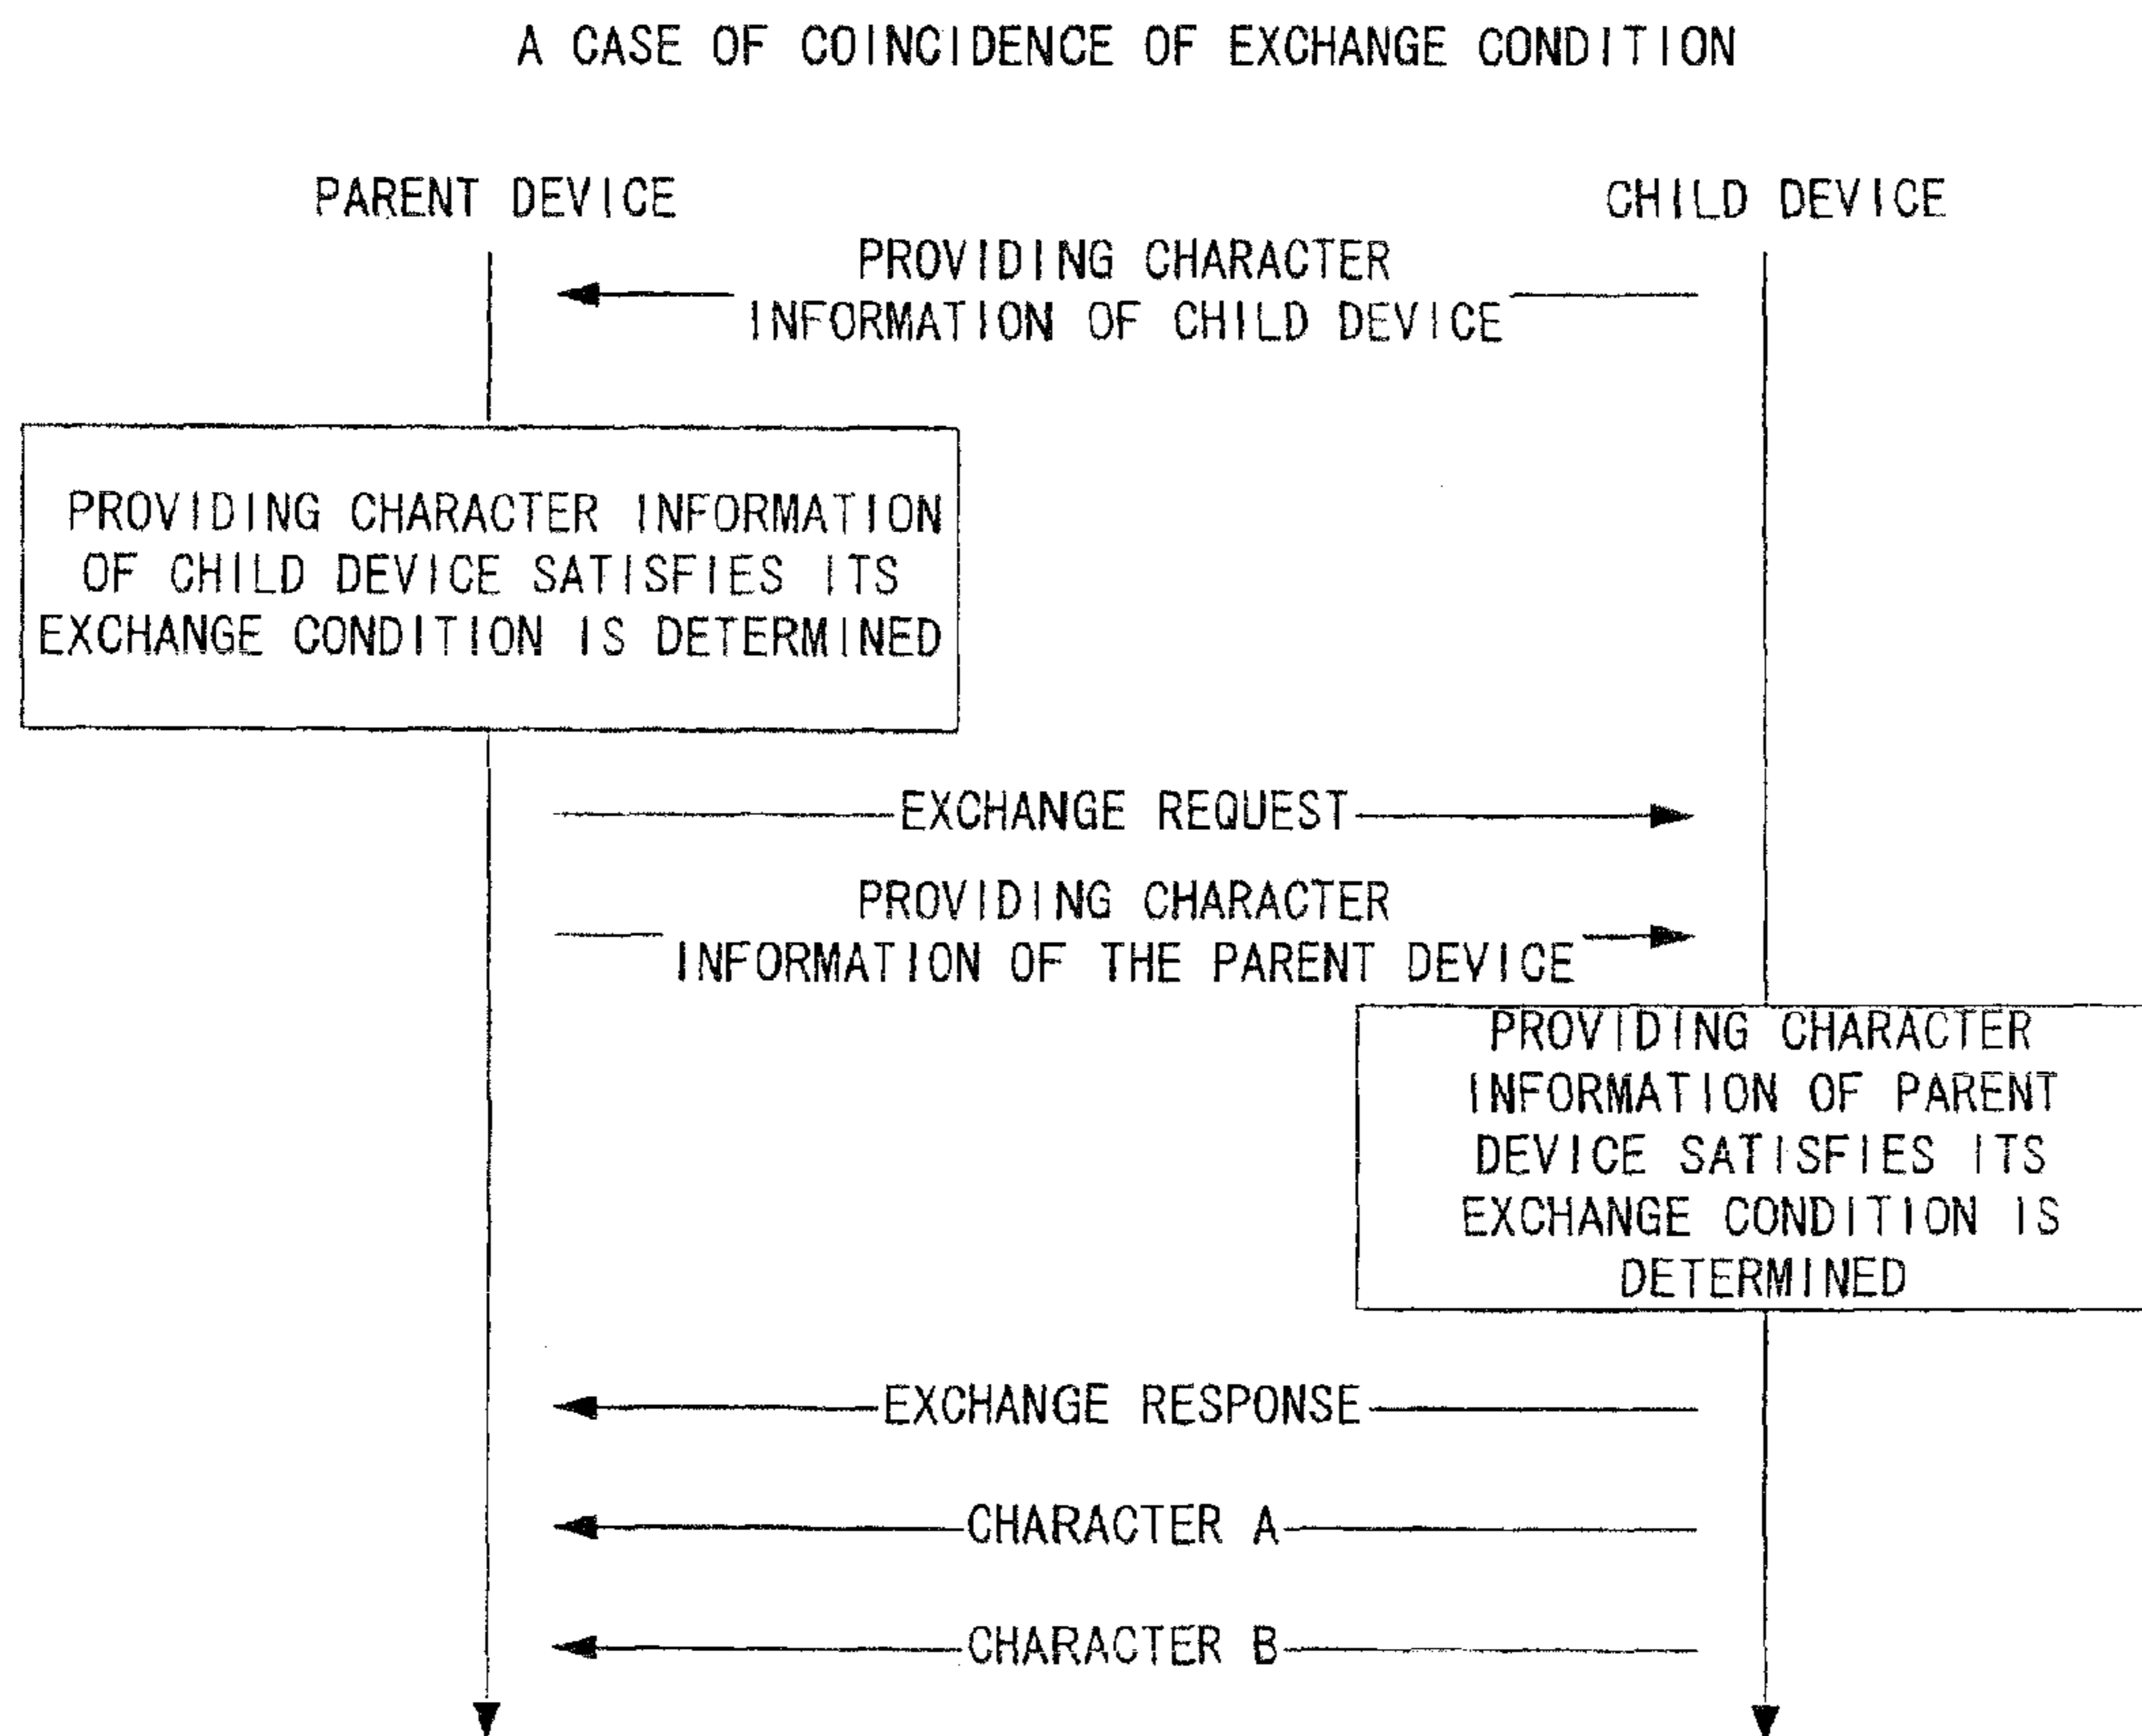 A CASE OF COINCIDENCE OF EXCHANGE CONDITION
PARENT DEVICE
CHILD DEVICE
PROVIDING CHARACTER
INFORMATION OF CHILD DEVICE
PROVIDING CHARACTER INFORMATION
OF CHILD DEVICE SATISFIES ITS
EXCHANGE CONDITION IS DETERMINED
EXCHANGE REQUEST
PROVIDING CHARACTER
INFORMATION OF THE PARENT DEVICE
PROVIDING CHARACTER
INFORMATION OF PARENT
DEVICE SATISFIES ITS
EXCHANGE CONDITION IS
DETERMINED
EXCHANGE RESPONSE
CHARACTER A
CHARACTER B